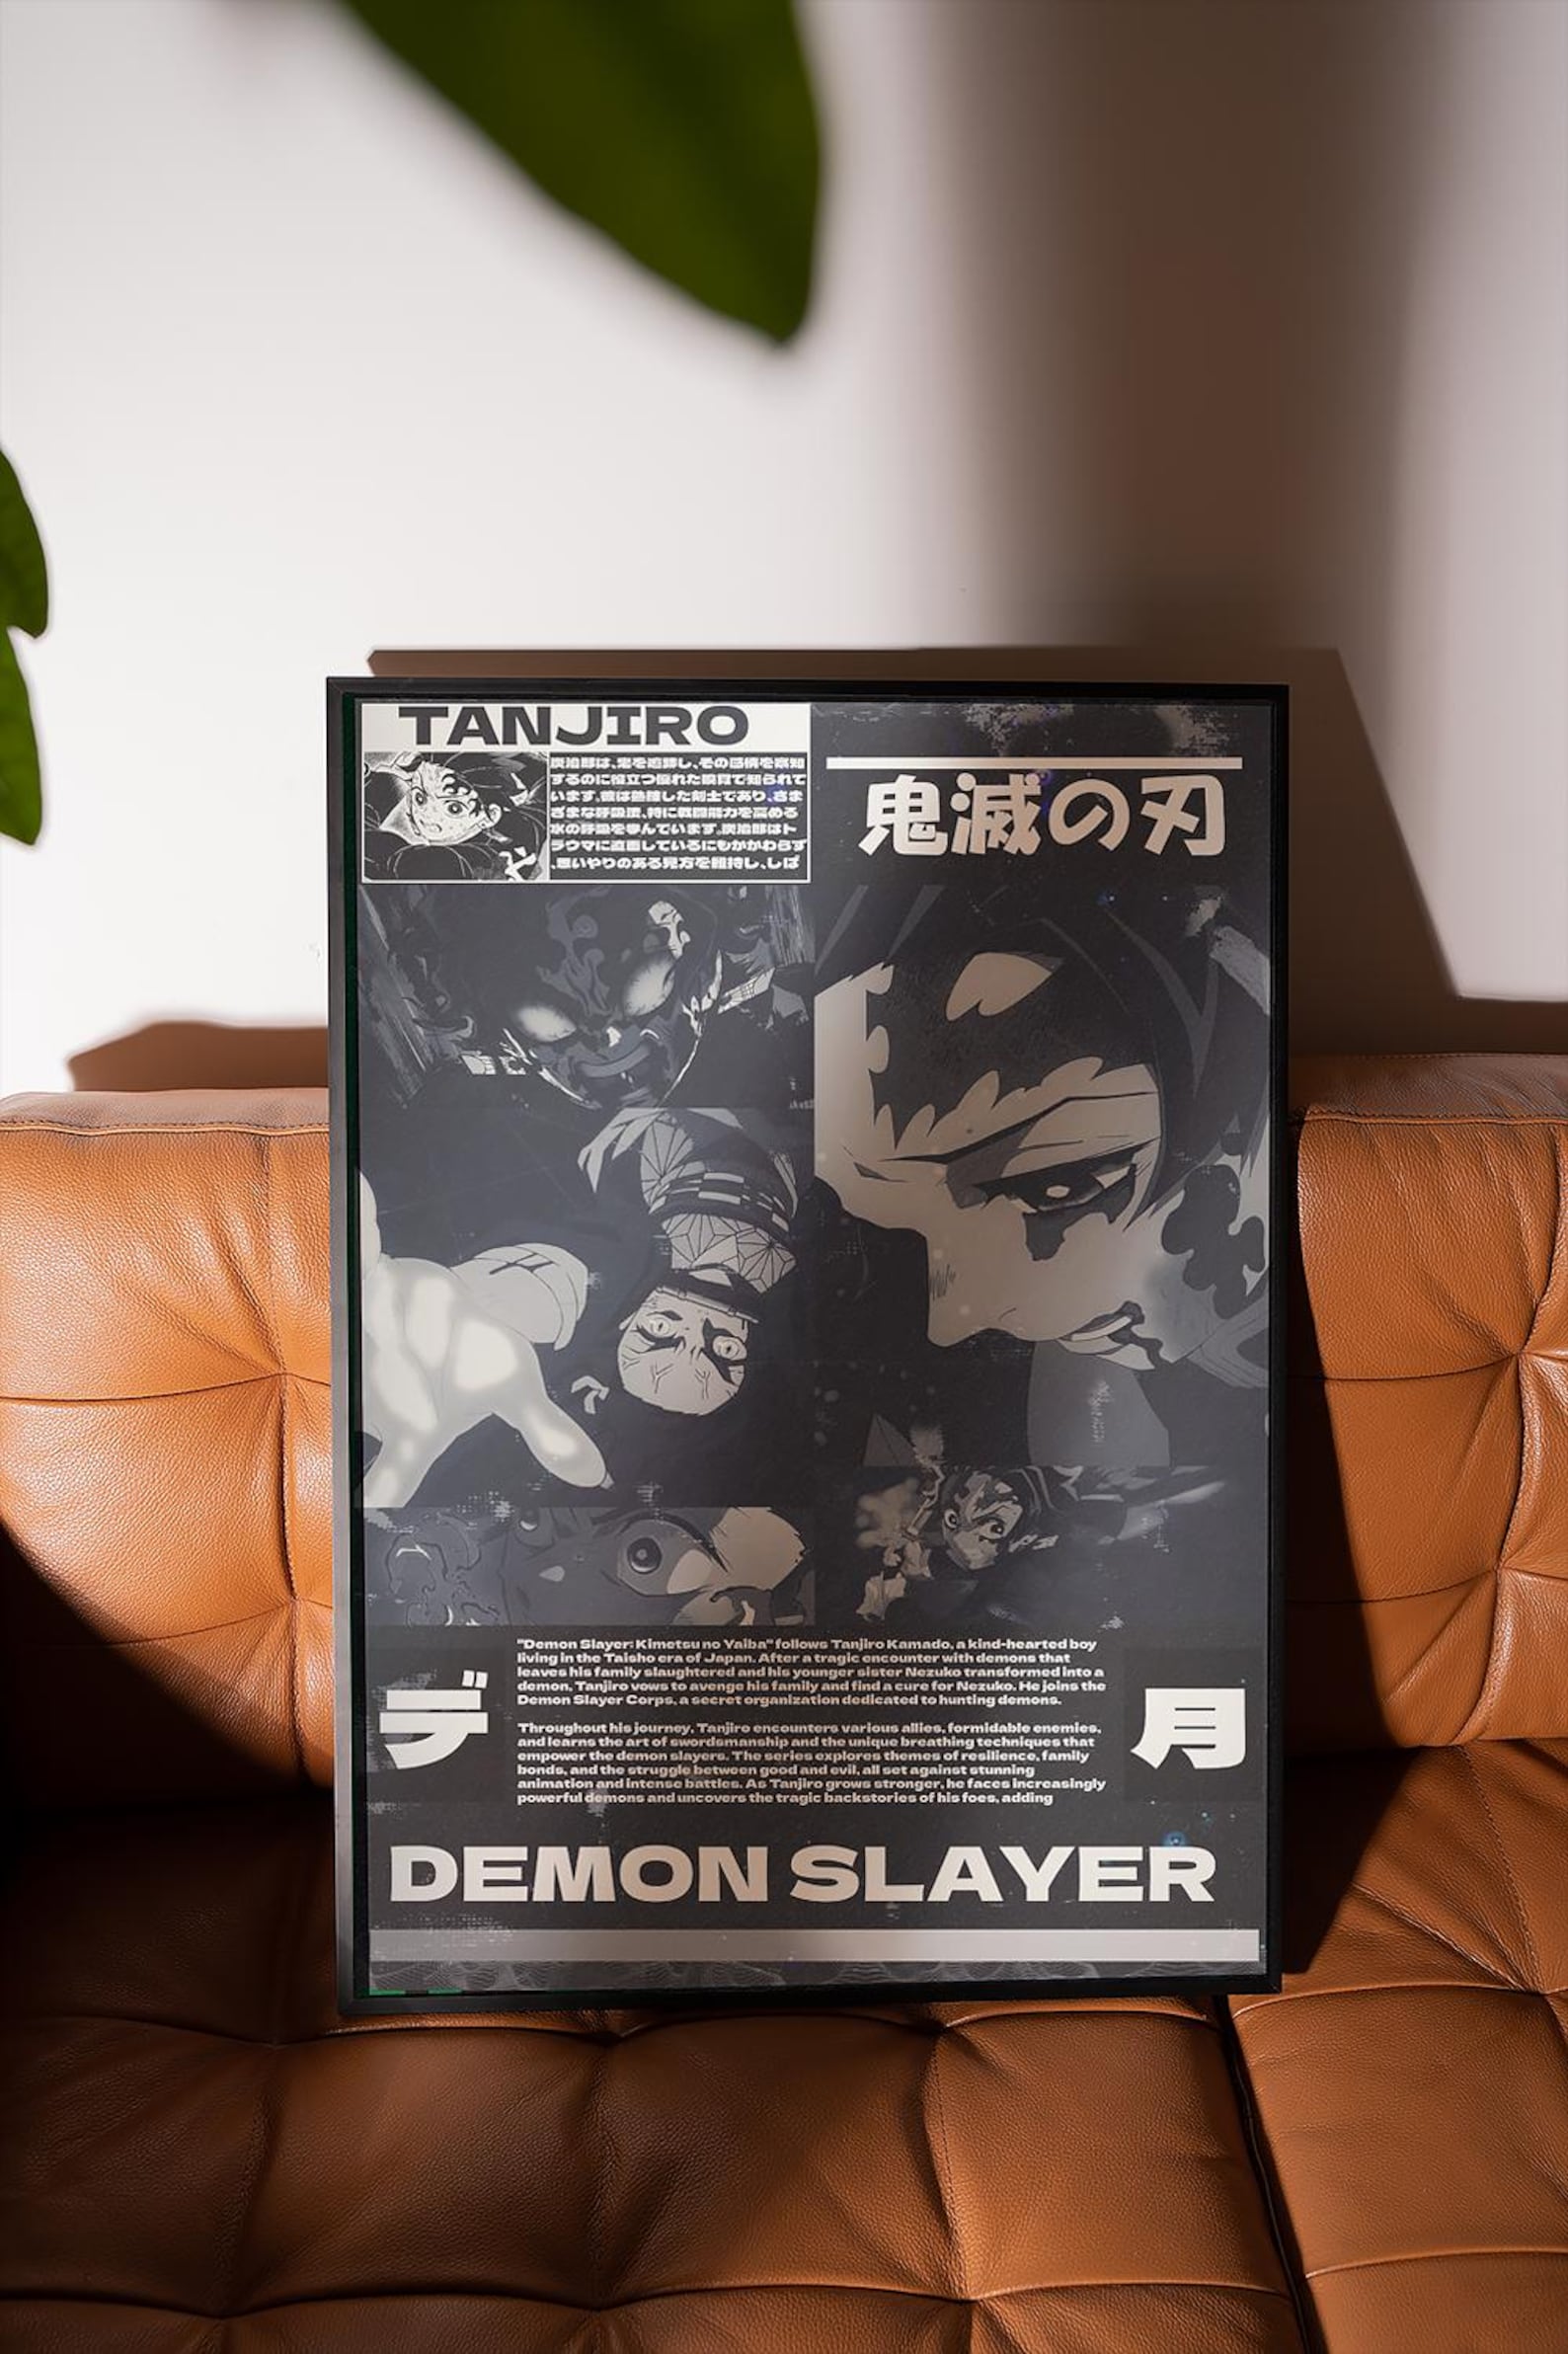 TANJIRO
炭治郎は、鬼を追跡し、その感情を察知
するのに役立つ優れた嗅覚で知られて
います。彼は熟練した剣士であり、さま
ざまな呼吸法、特に戦闘能力を高める
水の呼吸を学んでいます。炭治郎はト
ラウマに直面しているにもかかわらず
、思いやりのある見方を維持し、しば
鬼滅の刃
"Demon Slayer: Kimetsu no Yaiba" follows Tanjiro Kamado, a kind-hearted boy
living in the Taisho era of Japan. After a tragic encounter with demons that
leaves his family slaughtered and his younger sister Nezuko transformed into a
demon, Tanjiro vows to avenge his family and find a cure for Nezuko. He joins the
Demon Slayer Corps, a secret organization dedicated to hunting demons.
Throughout his journey, Tanjiro encounters various allies, formidable enemies,
and learns the art of swordsmanship and the unique breathing techniques that
empower the demon slayers. The series explores themes of resilience, family
bonds, and the struggle between good and evil, all set against stunning
animation and intense battles. As Tanjiro grows stronger, he faces increasingly
powerful demons and uncovers the tragic backstories of his foes, adding
デ
月
DEMON SLAYER